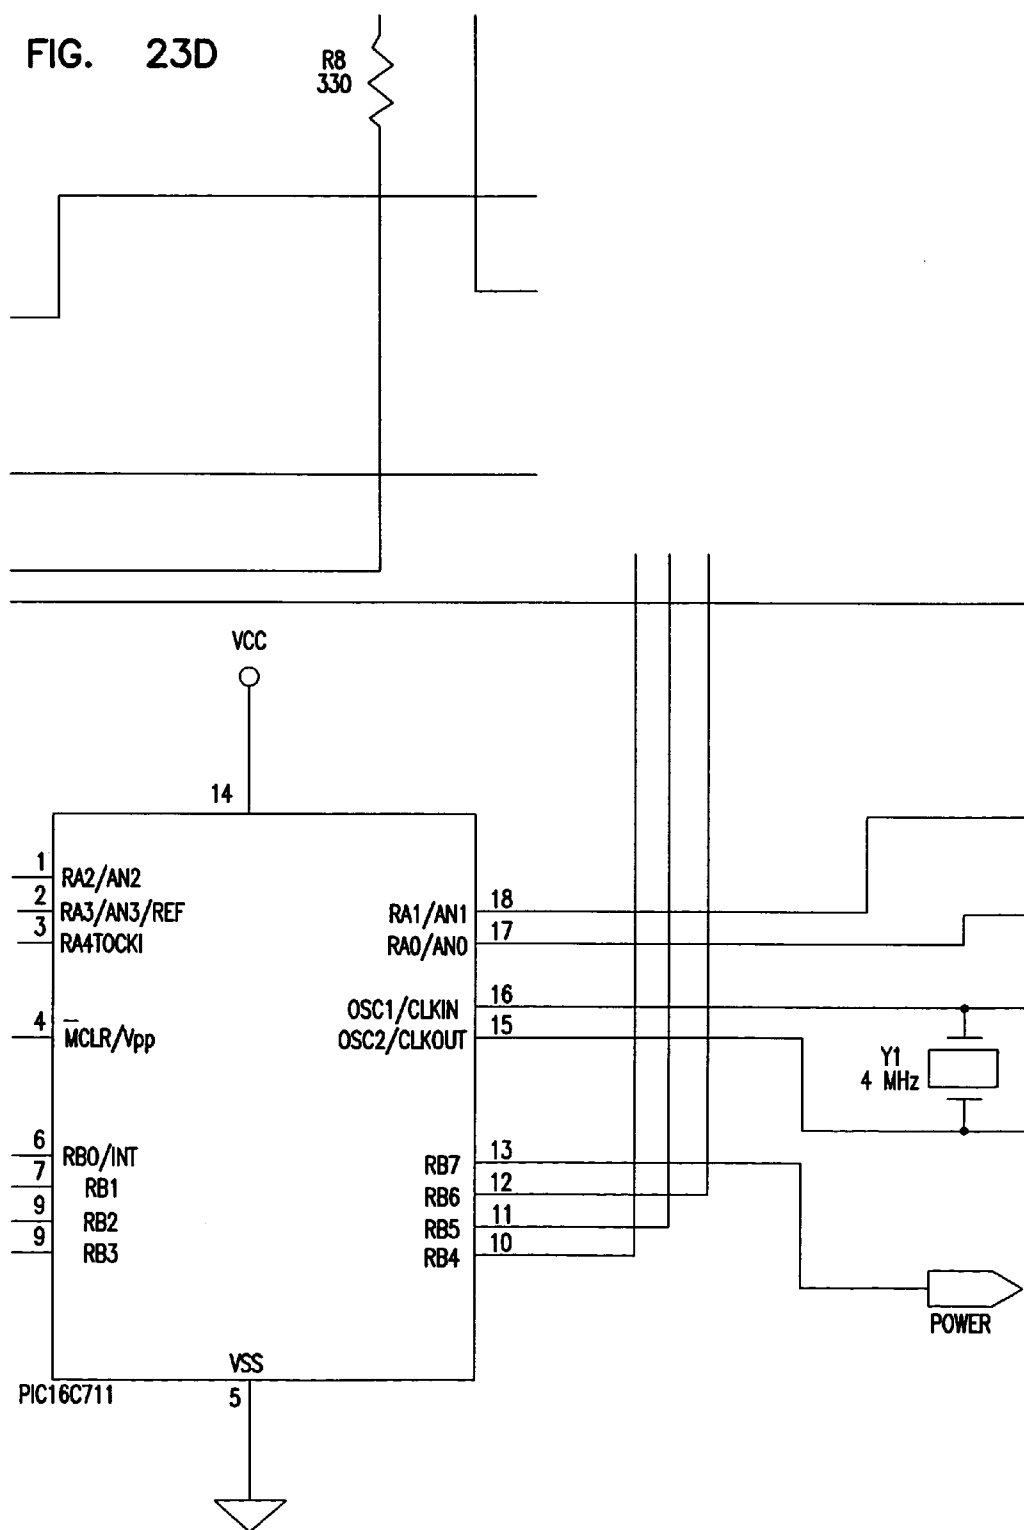 FIG. 23D
R8
330
VCC
14
1
RA2/AN2
2
RA3/AN3/REF
3
RA4TOCKI
4
MCLR/Vpp
6
RB0/INT
7
RB1
9
RB2
9
RB3
RA1/AN1
18
RA0/AN0
17
OSC1/CLKIN
16
OSC2/CLKOUT
15
Y1
4 MHz
RB7
13
RB6
12
RB5
11
RB4
10
POWER
VSS
PIC16C711
5